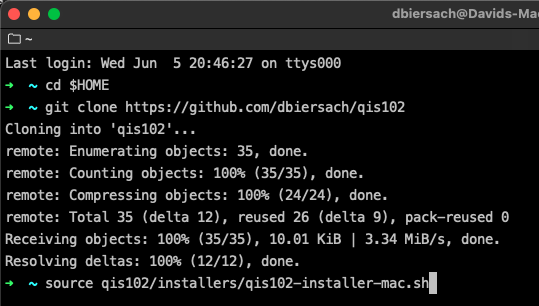 dbiersach@Davids-Mac
~
Last login: Wed Jun  5 20:46:27 on ttys000
➜  ~ cd $HOME
➜  ~ git clone https://github.com/dbiersach/qis102
Cloning into 'qis102'...
remote: Enumerating objects: 35, done.
remote: Counting objects: 100% (35/35), done.
remote: Compressing objects: 100% (24/24), done.
remote: Total 35 (delta 12), reused 26 (delta 9), pack-reused 0
Receiving objects: 100% (35/35), 10.01 KiB | 3.34 MiB/s, done.
Resolving deltas: 100% (12/12), done.
➜  ~ source qis102/installers/qis102-installer-mac.sh